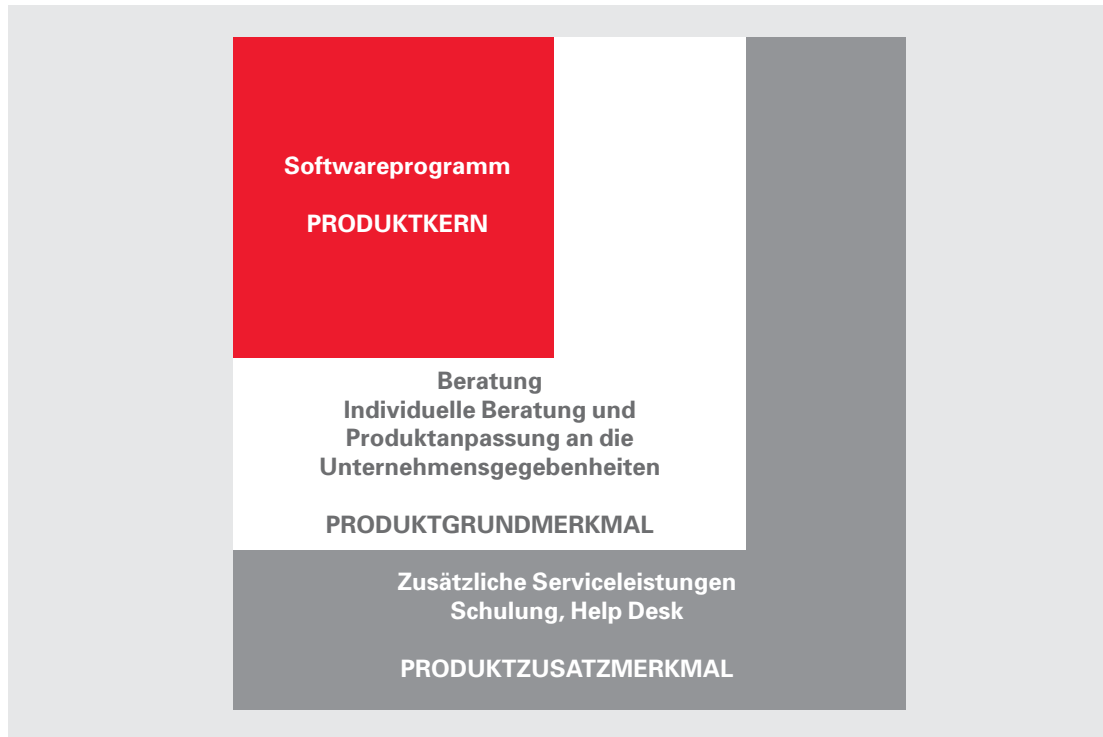 Softwareprogramm
PRODUKTKERN
Beratung
Individuelle Beratung und
Produktanpassung an die
Unternehmensgegebenheiten
PRODUKTGRUNDMERKMAL
Zusätzliche Serviceleistungen
Schulung, Help Desk
PRODUKTZUSATZMERKMAL